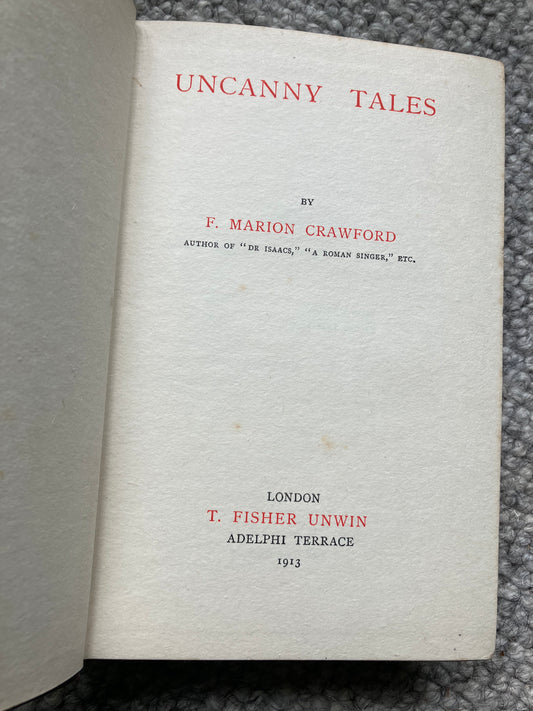 UNCANNY TALES
BY
F. MARION CRAWFORD
AUTHOR OF "DR ISAACS," "A ROMAN SINGER," ETC.
LONDON
T. FISHER UNWIN
ADELPHI TERRACE
1913